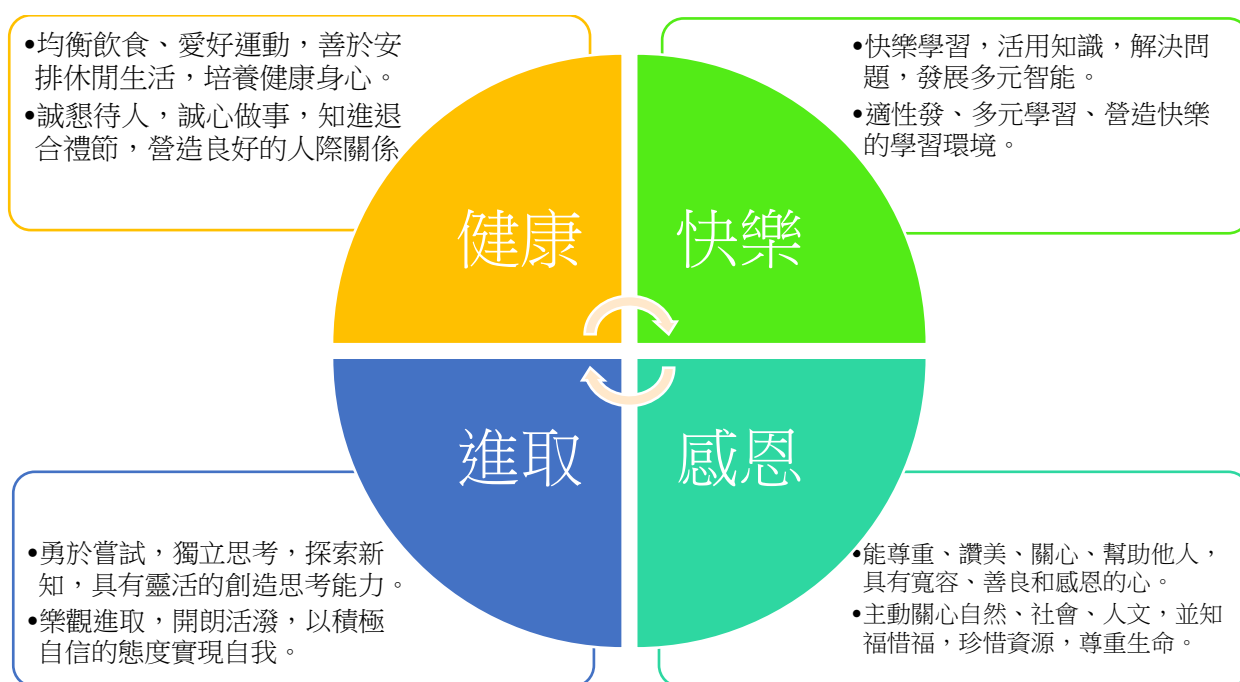 •均衡飲食、愛好運動，善於安
排休閒生活，培養健康身心。
•誠懇待人，誠心做事，知進退
合禮節，營造良好的人際關係
•快樂學習，活用知識，解決問
題，發展多元智能。
•適性發、多元學習、營造快樂
的學習環境。
健康
快樂
進取
感恩
•勇於嘗試，獨立思考，探索新
知，具有靈活的創造思考能力。
•樂觀進取，開朗活潑，以積極
自信的態度實現自我。
•能尊重、讚美、關心、幫助他人，
具有寬容、善良和感恩的心。
•主動關心自然、社會、人文，並知
福惜福，珍惜資源，尊重生命。